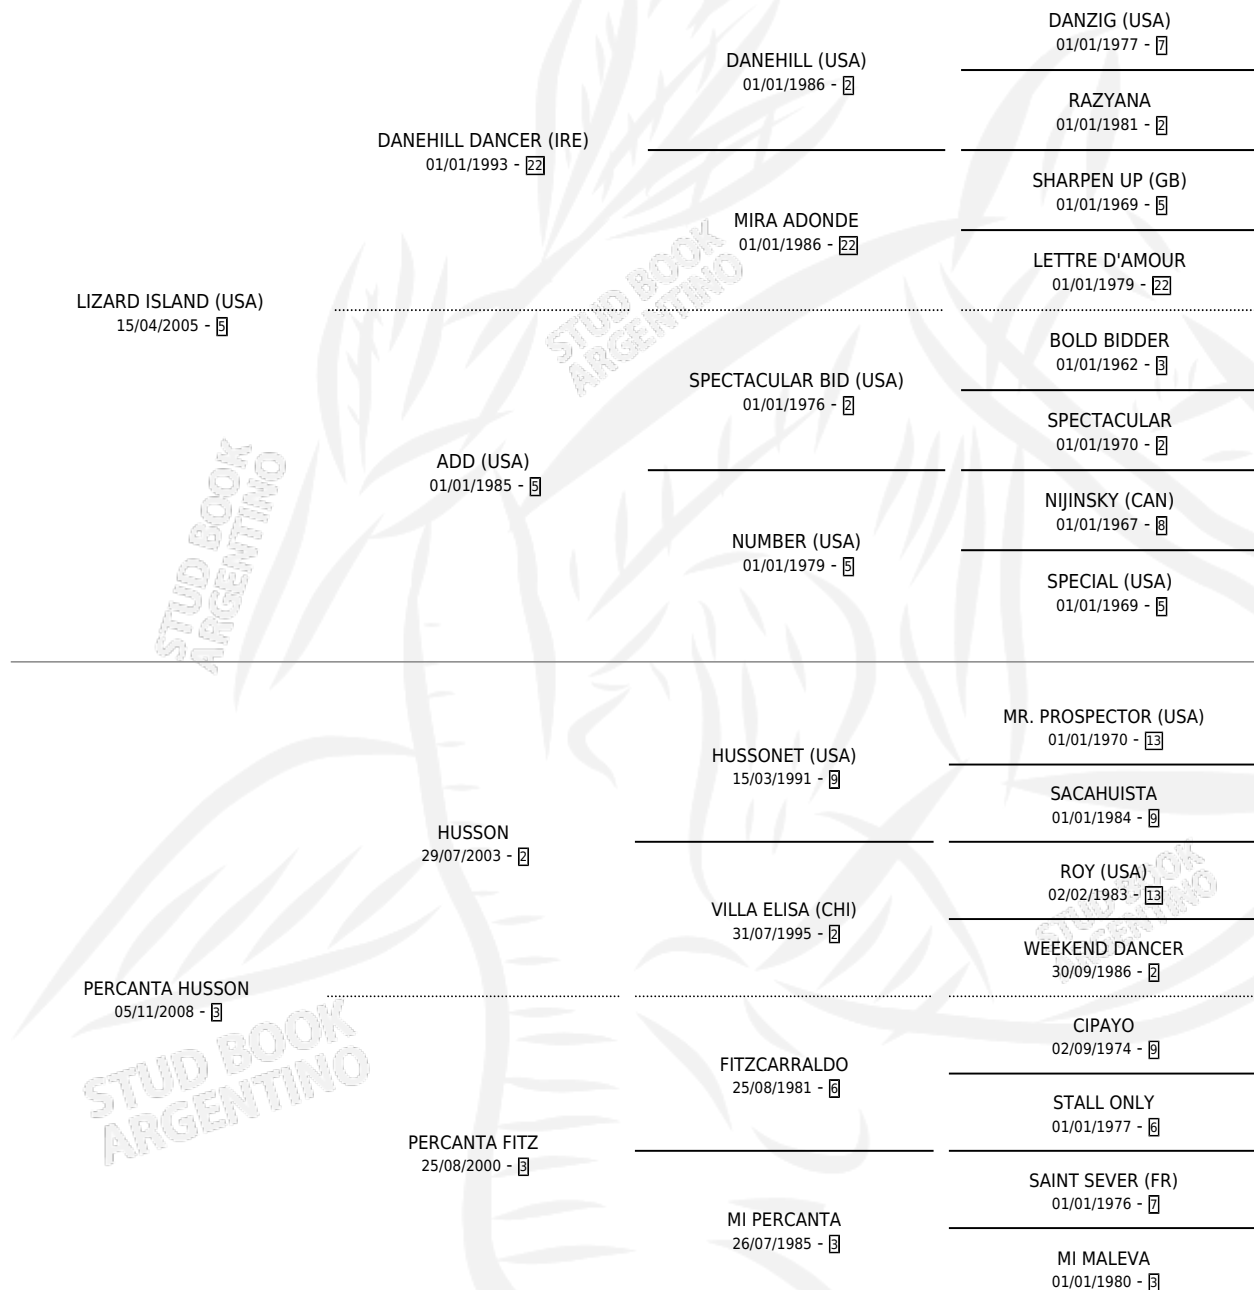 DANZIG (USA)
01/01/1977 - 7
DANEHILL (USA)
01/01/1986 - 2
RAZYANA
01/01/1981 - 2
DANEHILL DANCER (IRE)
01/01/1993 - 22
SHARPEN UP (GB)
01/01/1969 - 5
MIRA ADONDE
01/01/1986 - 22
LETTRE D'AMOUR
01/01/1979 - 22
LIZARD ISLAND (USA)
15/04/2005 - 5
STUD BOOK
ARGENTINO
BOLD BIDDER
01/01/1962 - 3
SPECTACULAR BID (USA)
01/01/1976 - 2
SPECTACULAR
01/01/1970 - 2
ADD (USA)
01/01/1985 - 5
NIJINSKY (CAN)
01/01/1967 - 8
NUMBER (USA)
01/01/1979 - 5
SPECIAL (USA)
01/01/1969 - 5
STUD BOOK
ARGENTINO
MR. PROSPECTOR (USA)
01/01/1970 - 13
HUSSONET (USA)
15/03/1991 - 9
SACAHUISTA
01/01/1984 - 9
HUSSON
29/07/2003 - 2
ROY (USA)
02/02/1983 - 13
STUD BOOK
ARGENTINO
VILLA ELISA (CHI)
31/07/1995 - 2
WEEKEND DANCER
30/09/1986 - 2
PERCANTA HUSSON
05/11/2008 - 3
CIPAYO
02/09/1974 - 9
STUD BOOK
ARGENTINO
FITZCARRALDO
25/08/1981 - 6
STALL ONLY
01/01/1977 - 6
PERCANTA FITZ
25/08/2000 - 3
SAINT SEVER (FR)
01/01/1976 - 7
MI PERCANTA
26/07/1985 - 3
MI MALEVA
01/01/1980 - 3